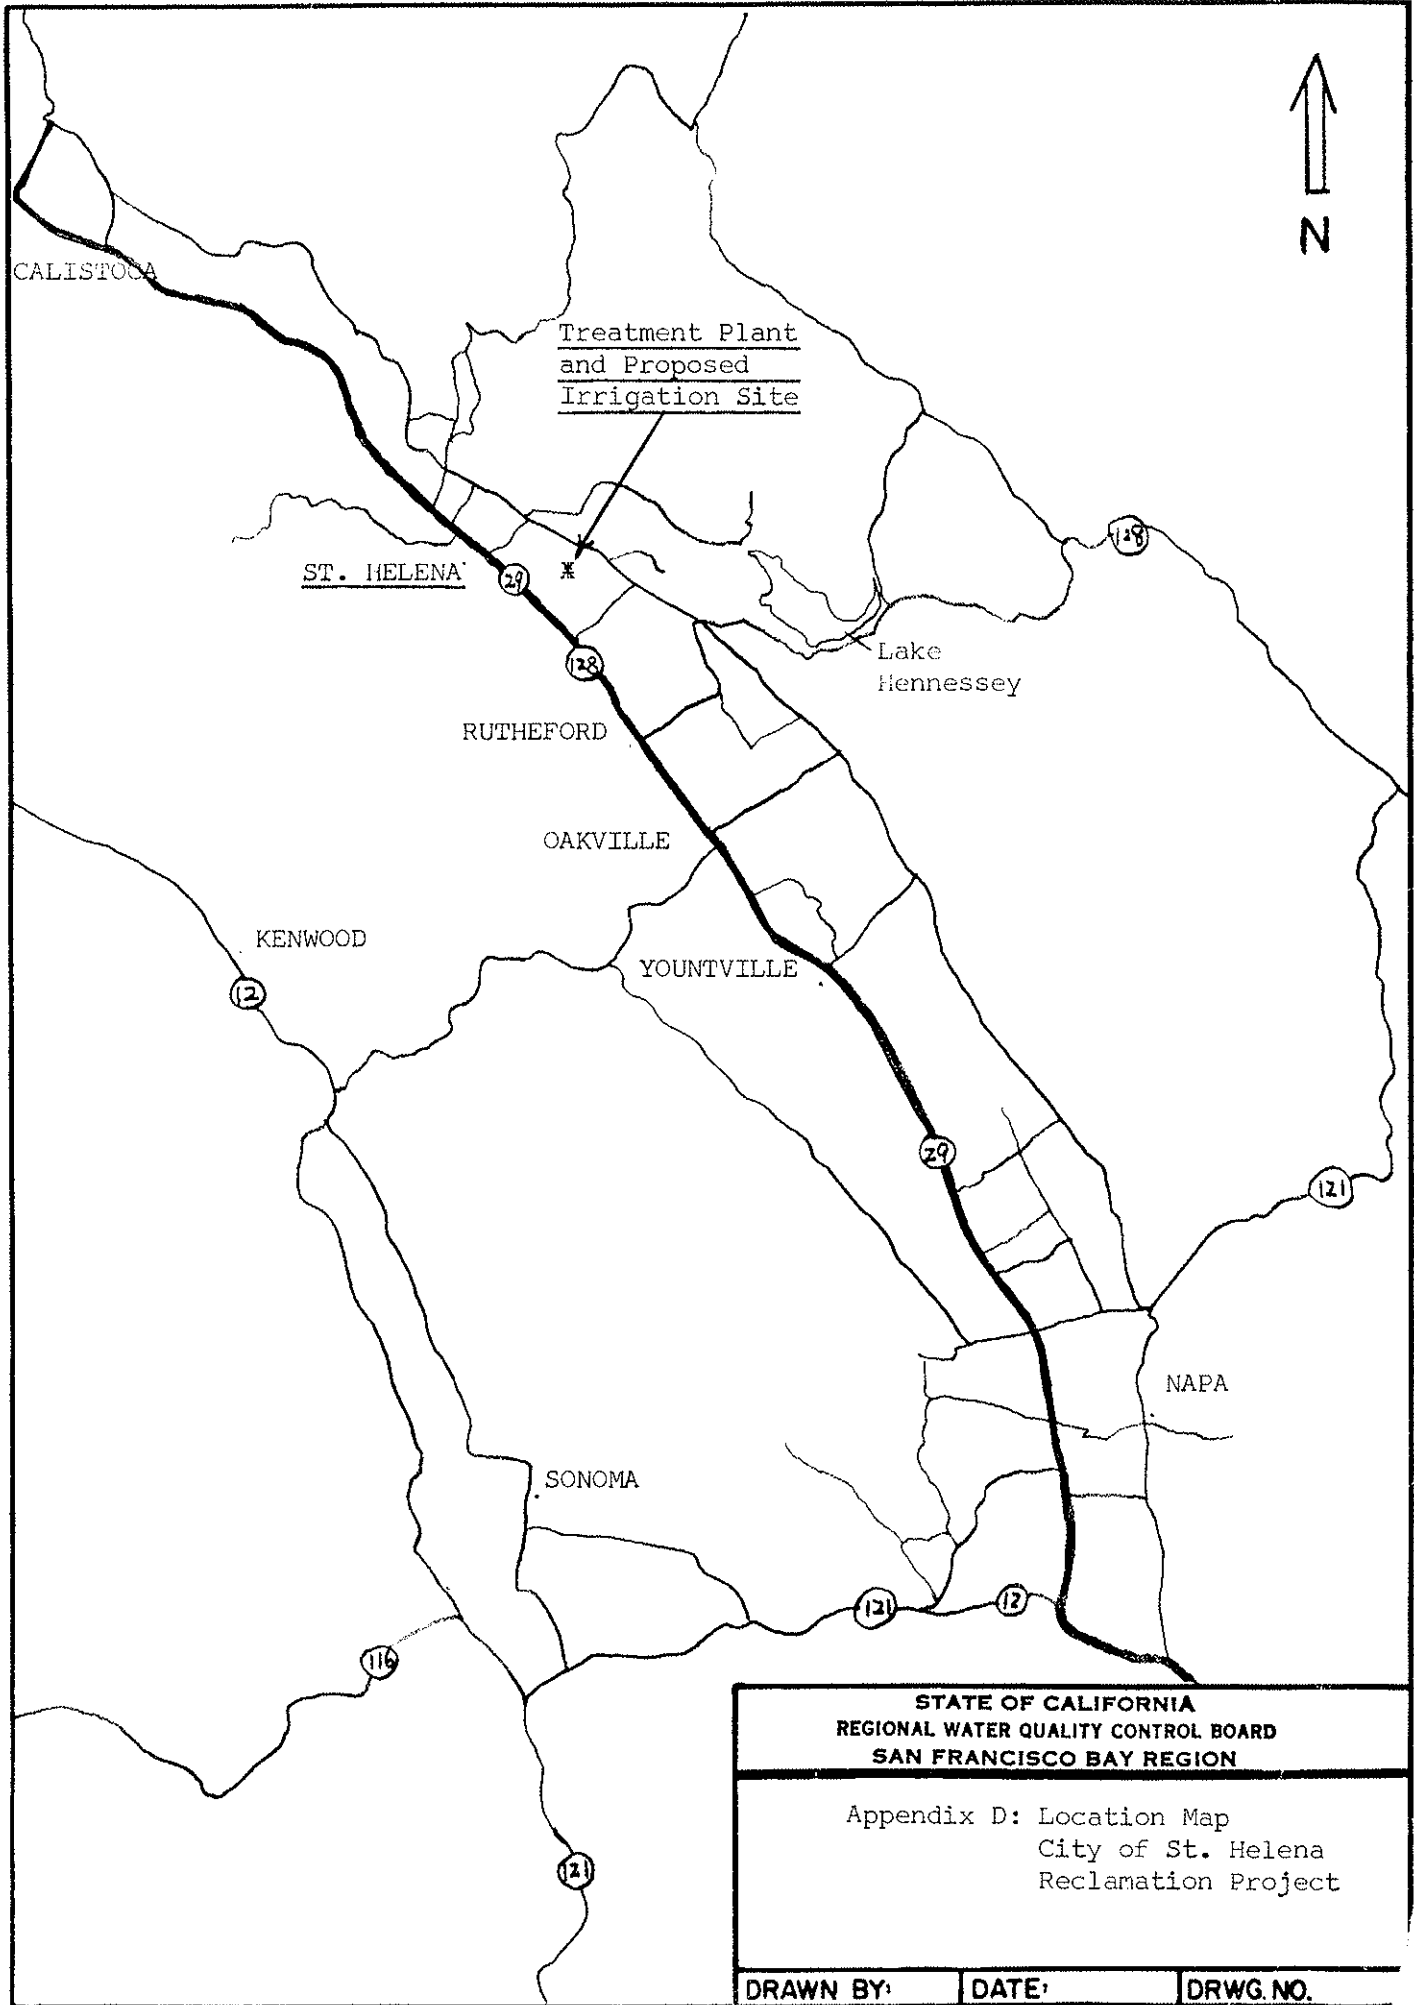 N
CALISTOGA
Treatment Plant
and Proposed
Irrigation Site
128
ST. HELENA
29
Lake
Hennessey
128
RUTHEFORD
OAKVILLE
KENWOOD
YOUNTVILLE
12
29
121
NAPA
SONOMA
121
12
116
STATE OF CALIFORNIA
REGIONAL WATER QUALITY CONTROL BOARD
SAN FRANCISCO BAY REGION
Appendix D: Location Map
City of St. Helena
Reclamation Project
121
DRAWN BY: DATE: DRWG. NO.